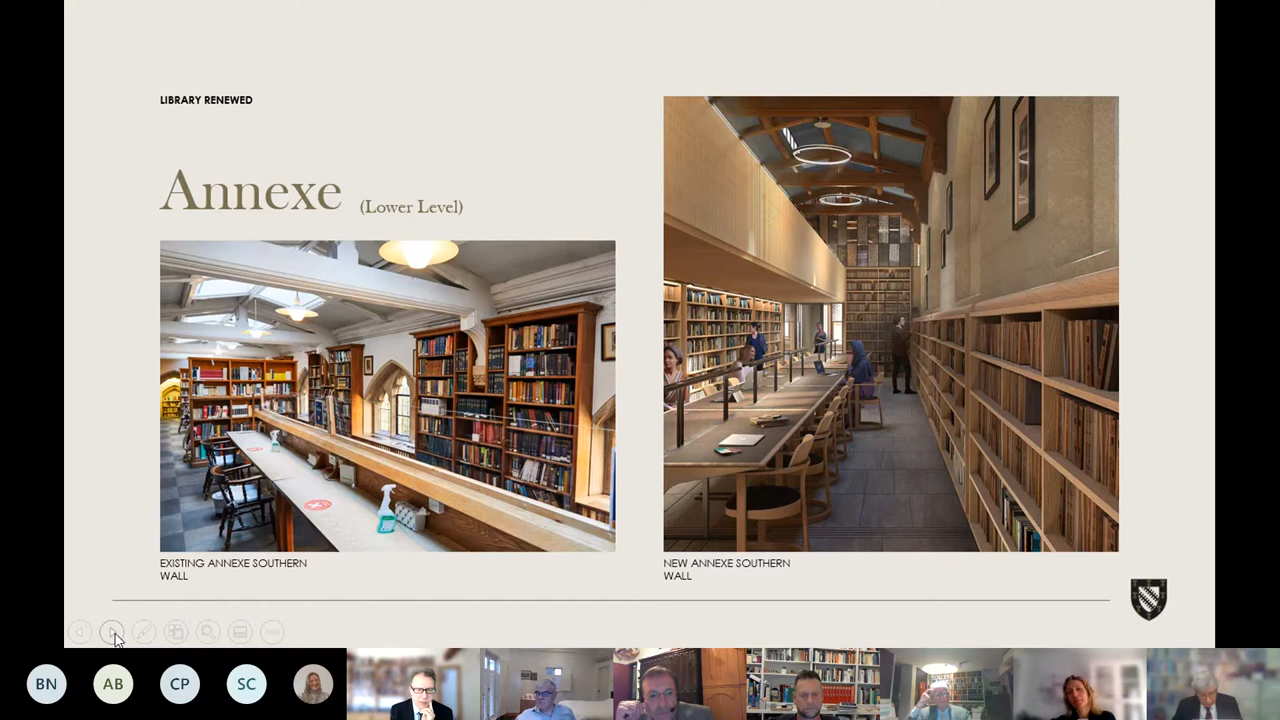 LIBRARY RENEWED
Annexe (Lower Level)
EXISTING ANNEXE SOUTHERN
WALL
NEW ANNEXE SOUTHERN
WALL
BN
AB
CP
SC